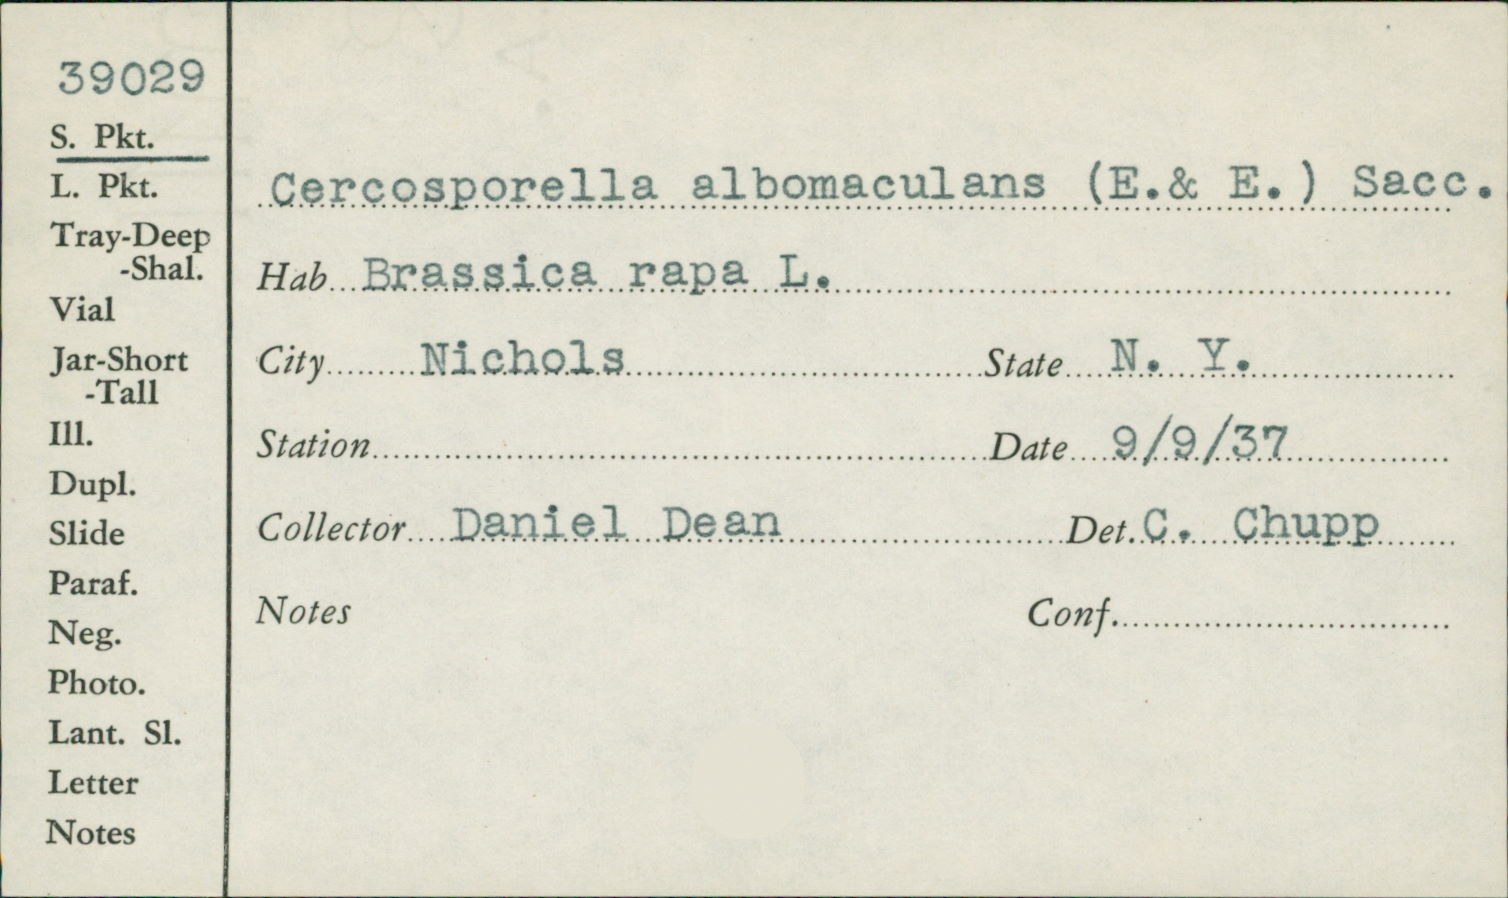 39029
S. Pkt.
L. Pkt.
Tray-Deep
-Shal.
Vial
Jar-Short
-Tall
Ill.
Dupl.
Slide
Paraf.
Neg.
Photo.
Lant. Sl.
Letter
Notes
Cercosporella albomaculans (E.& E.) Sacc.
Hab Brassica rapa L.
City Nichols State N. Y.
Station Date 9/9/37
Collector Daniel Dean Det. C. Chupp
Notes Conf.